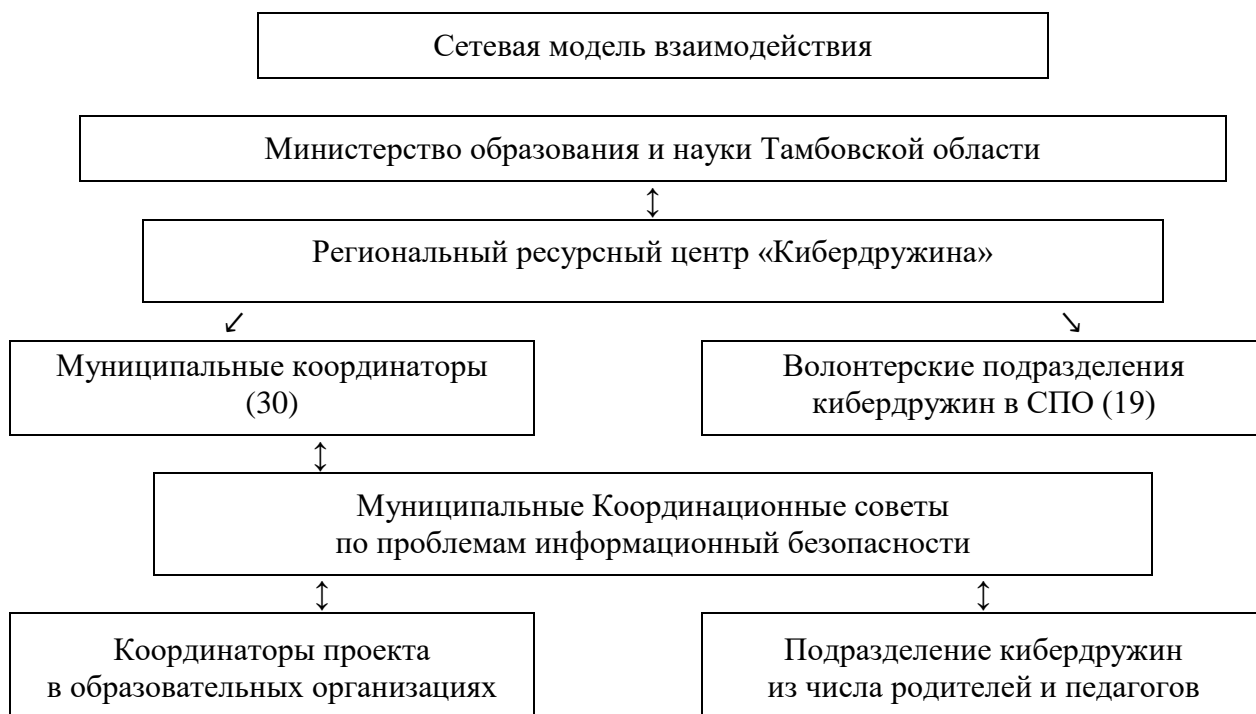 Сетевая модель взаимодействия
Министерство образования и науки Тамбовской области
↕
Региональный ресурсный центр «Кибердружина»
↙ ↘
Муниципальные координаторы
(30)
Волонтерские подразделения
кибердружин в СПО (19)
↕
Муниципальные Координационные советы
по проблемам информационный безопасности
↕ ↕
Координаторы проекта
в образовательных организациях
Подразделение кибердружин
из числа родителей и педагогов